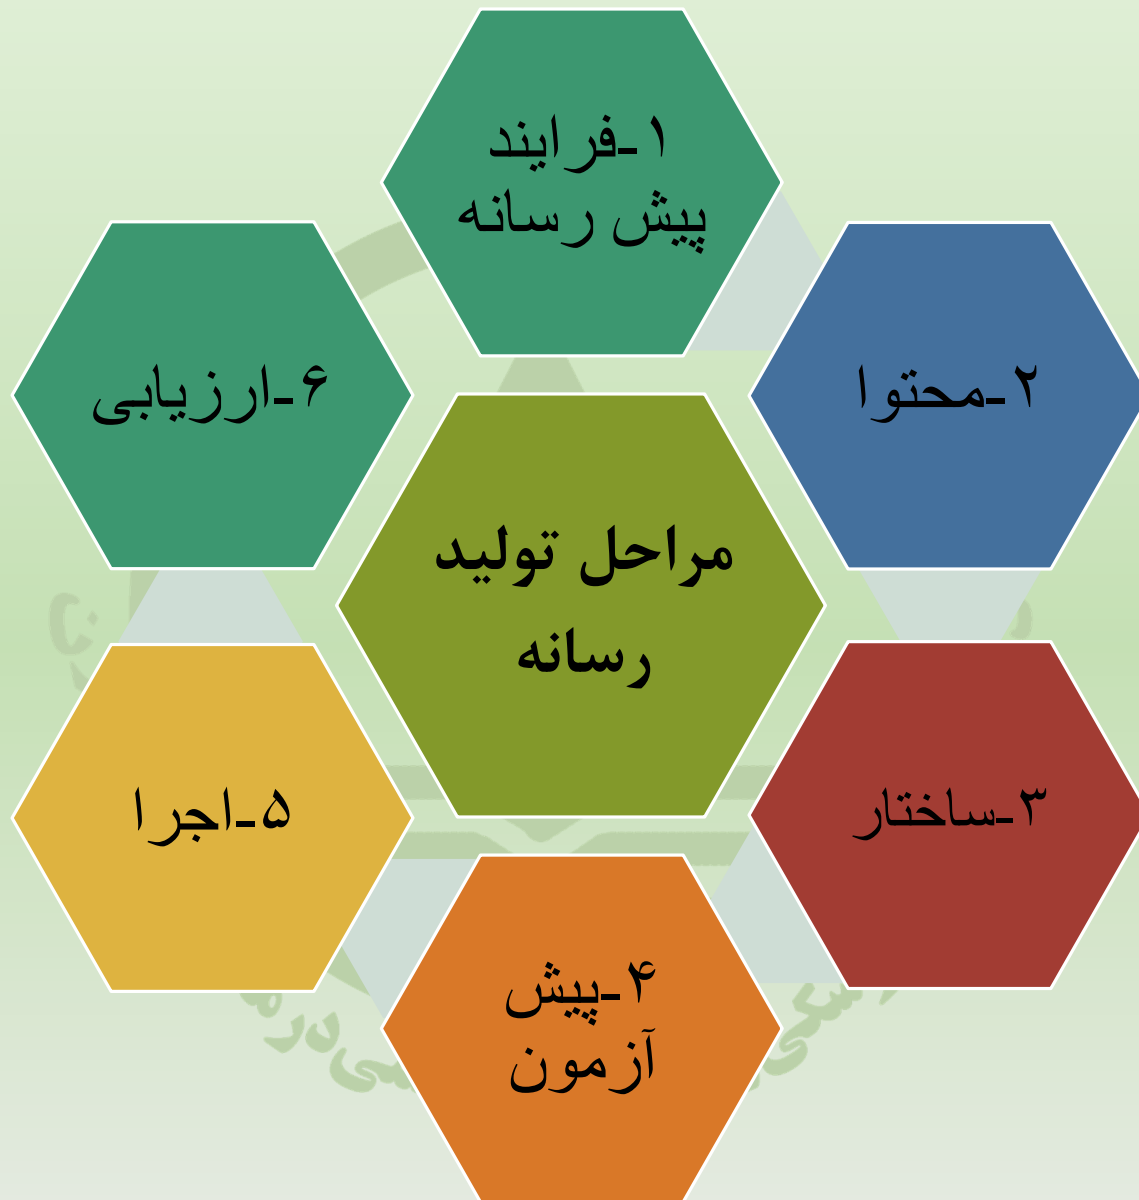 مراحل تولید
رسانه
۱-فرایند
پیش رسانه
۲-محتوا
۳-ساختار
۴-پیش
آزمون
۵-اجرا
۶-ارزیابی